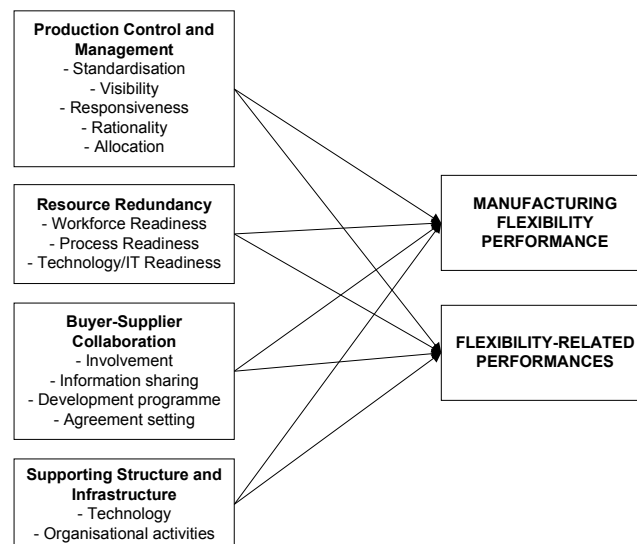 Production Control and
Management
- Standardisation
- Visibility
- Responsiveness
- Rationality
- Allocation
Resource Redundancy
- Workforce Readiness
- Process Readiness
- Technology/IT Readiness
Buyer-Supplier
Collaboration
- Involvement
- Information sharing
- Development programme
- Agreement setting
Supporting Structure and
Infrastructure
- Technology
- Organisational activities
MANUFACTURING
FLEXIBILITY
PERFORMANCE
FLEXIBILITY-RELATED
PERFORMANCES